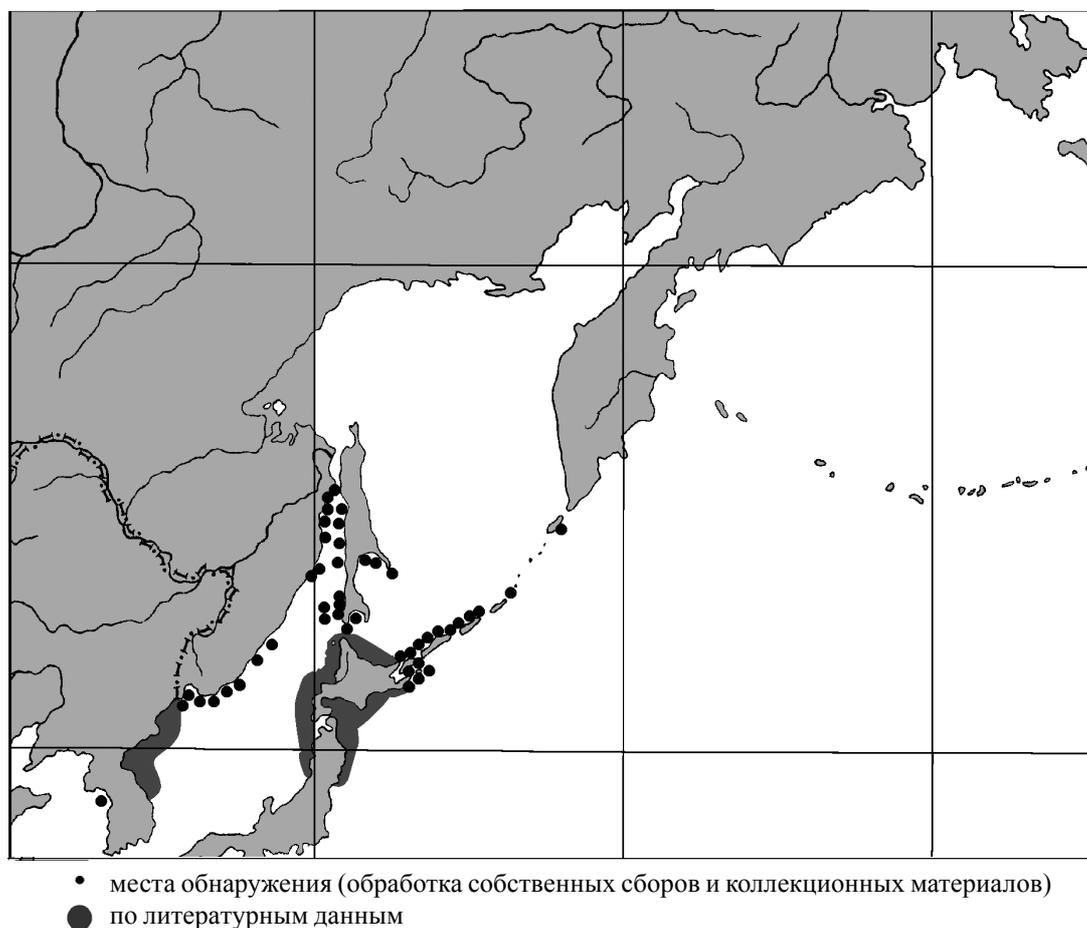 места обнаружения (обработка собственных сборов и коллекционных материалов)
по литературным данным